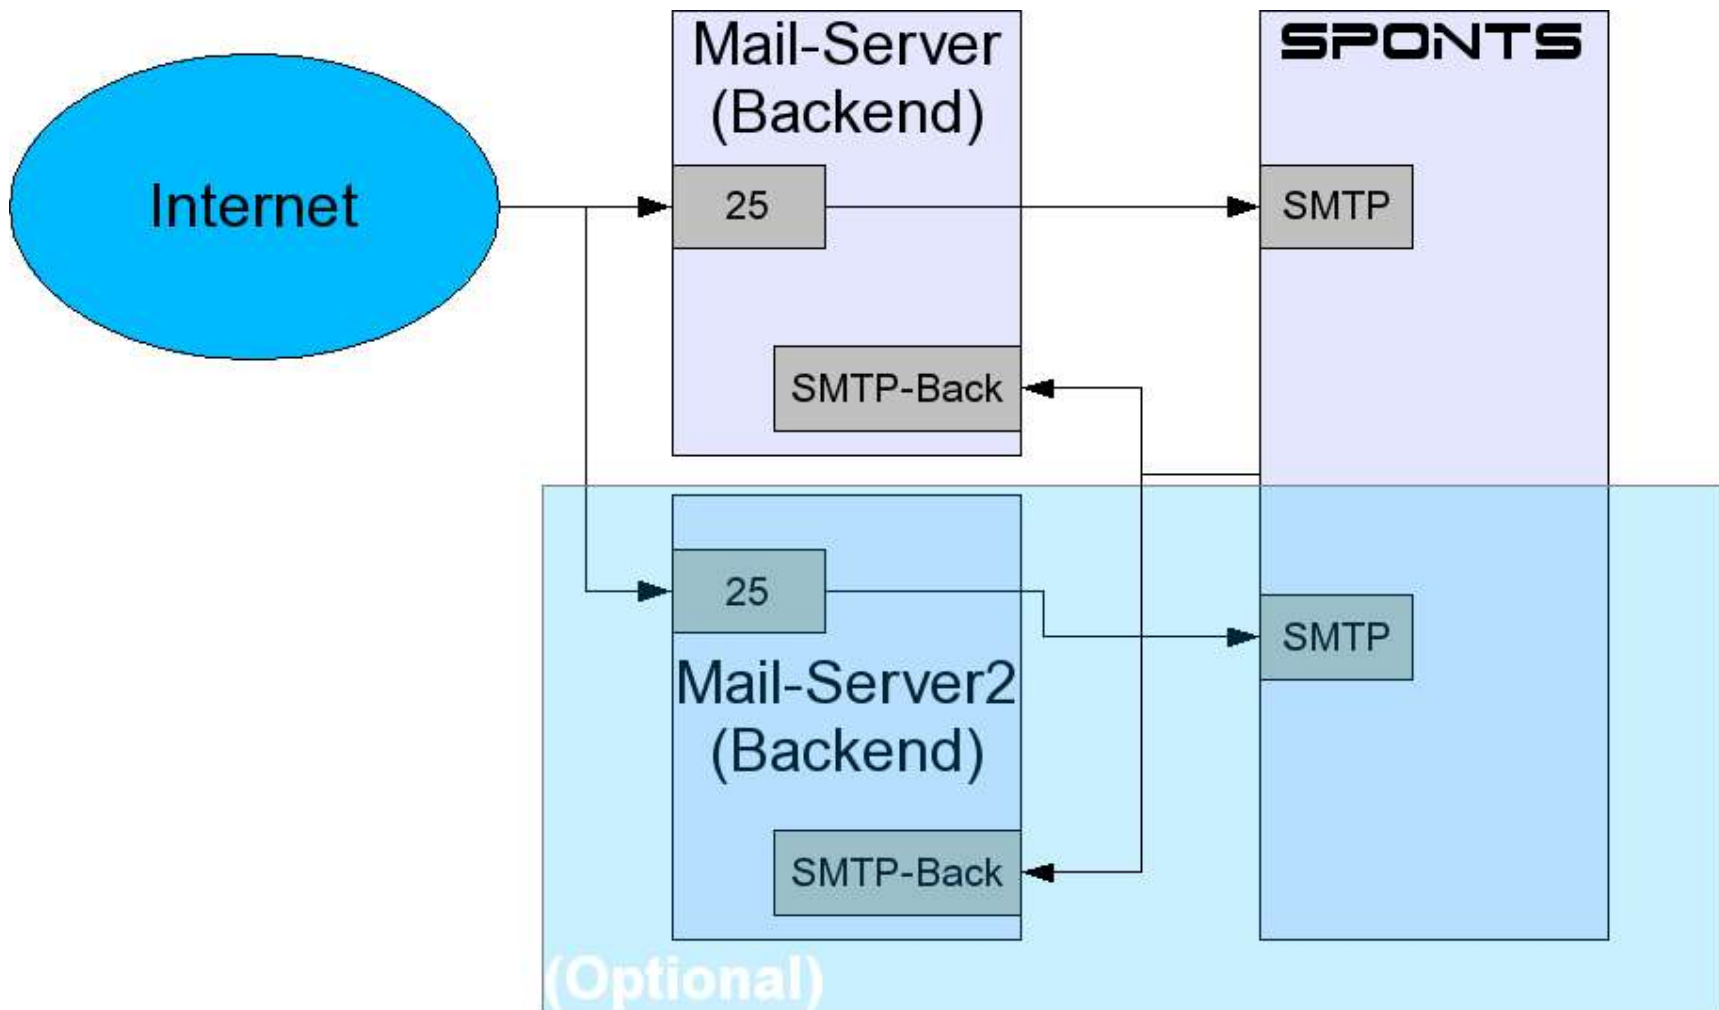 Mail-Server
(Backend)
SPONTS
Internet
25
SMTP
SMTP-Back
25
SMTP
Mail-Server2
(Backend)
SMTP-Back
(Optional)